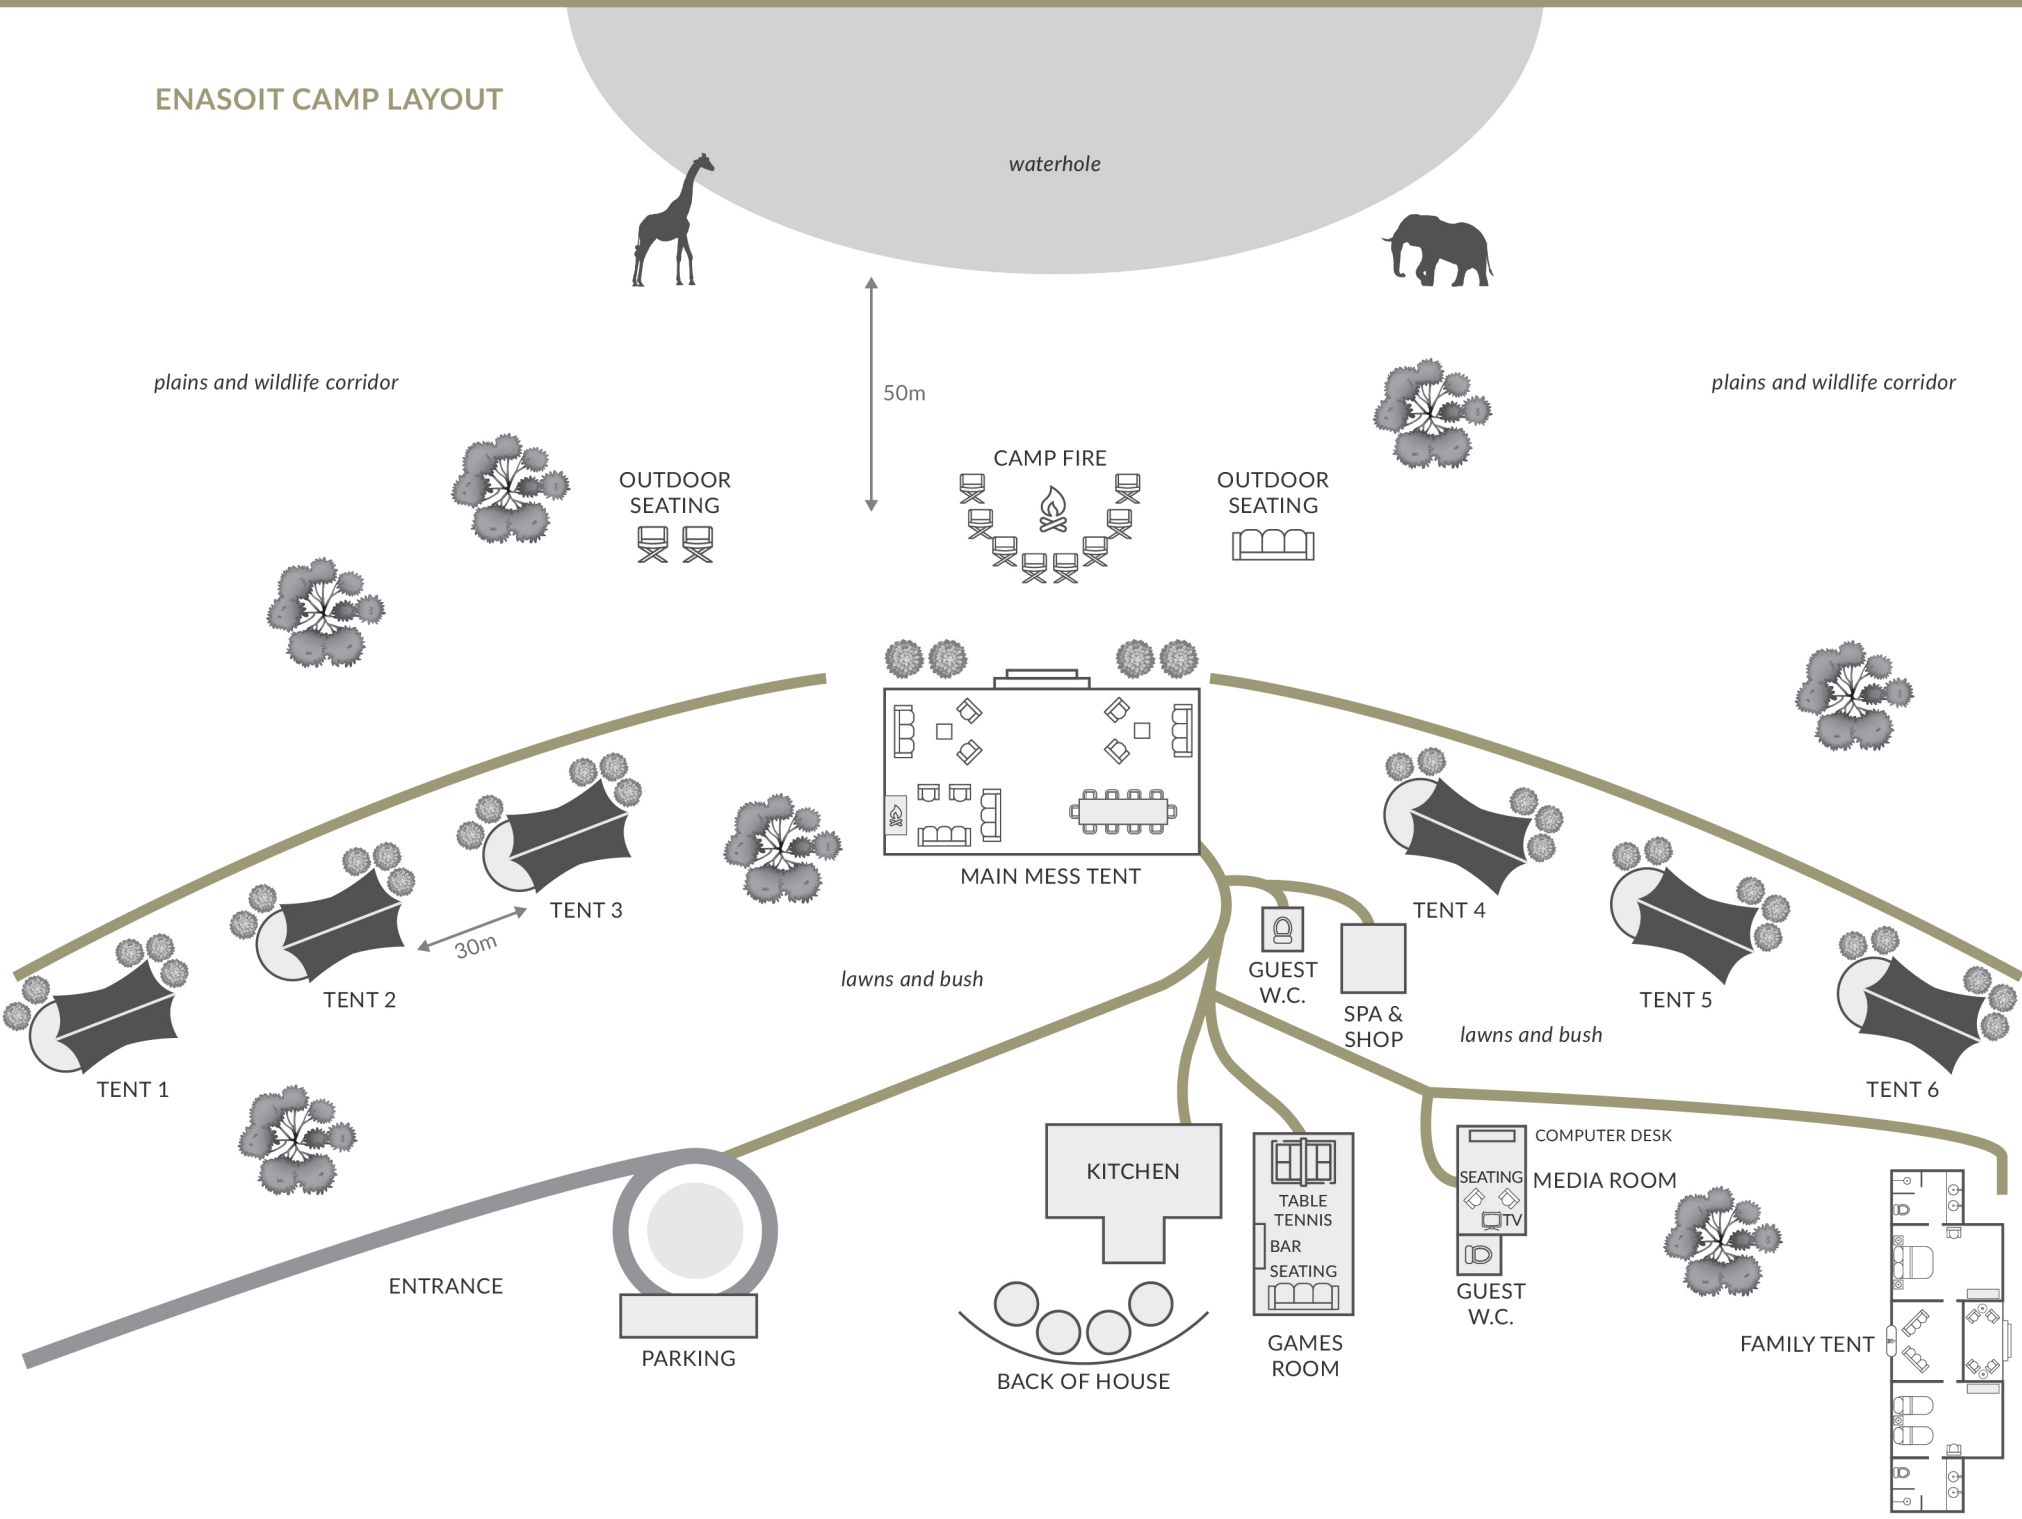 ENASOIT CAMP LAYOUT
waterhole
plains and wildlife corridor
50m
plains and wildlife corridor
CAMP FIRE
OUTDOOR
SEATING
OUTDOOR
SEATING
MAIN MESS TENT
TENT 3
TENT 4
30m
lawns and bush
GUEST
W.C.
TENT 2
TENT 5
SPA &
SHOP
lawns and bush
TENT 1
TENT 6
KITCHEN
TABLE
TENNIS
BAR
SEATING
COMPUTER DESK
SEATING
MEDIA ROOM
TV
ENTRANCE
GUEST
W.C.
PARKING
GAMES
ROOM
FAMILY TENT
BACK OF HOUSE